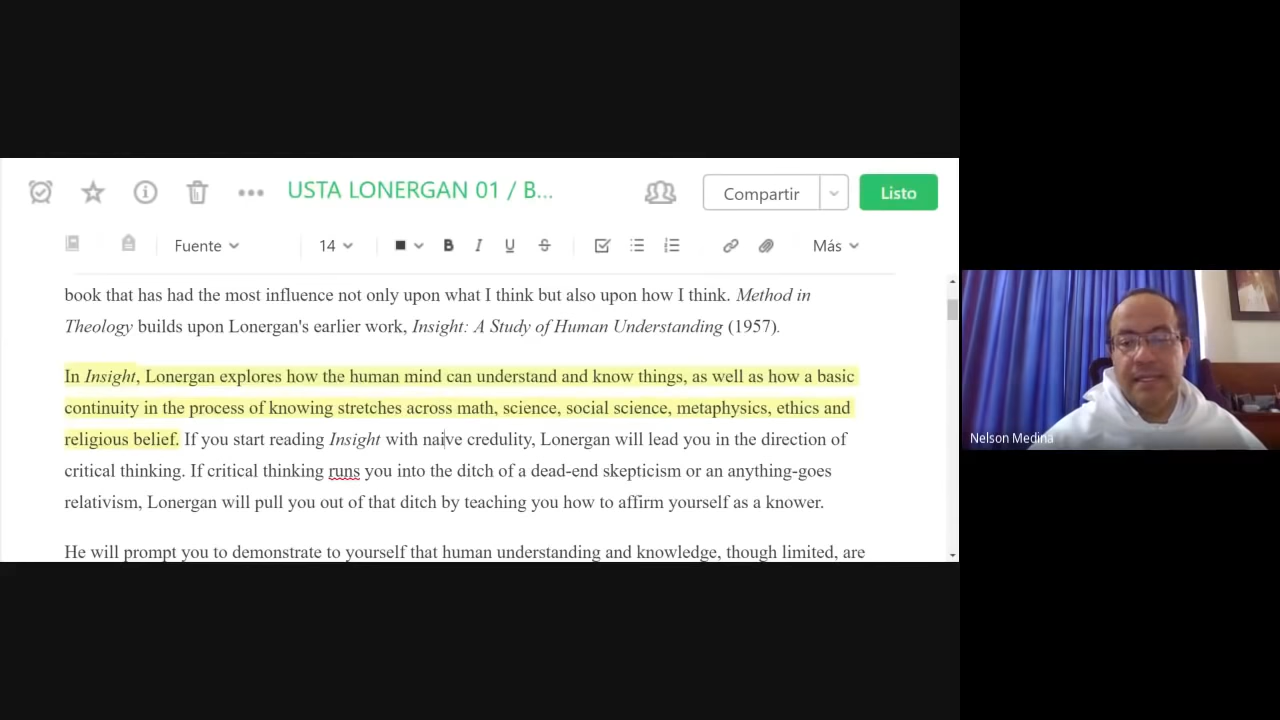 USTA LONERGAN 01 / B...
Compartir
Listo
Fuente
14
B I U S
Más
book that has had the most influence not only upon what I think but also upon how I think. Method in
Theology builds upon Lonergan's earlier work, Insight: A Study of Human Understanding (1957).
In Insight, Lonergan explores how the human mind can understand and know things, as well as how a basic
continuity in the process of knowing stretches across math, science, social science, metaphysics, ethics and
religious belief. If you start reading Insight with naive credulity, Lonergan will lead you in the direction of
critical thinking. If critical thinking runs you into the ditch of a dead-end skepticism or an anything-goes
relativism, Lonergan will pull you out of that ditch by teaching you how to affirm yourself as a knower.
He will prompt you to demonstrate to yourself that human understanding and knowledge, though limited, are
Nelson Medina